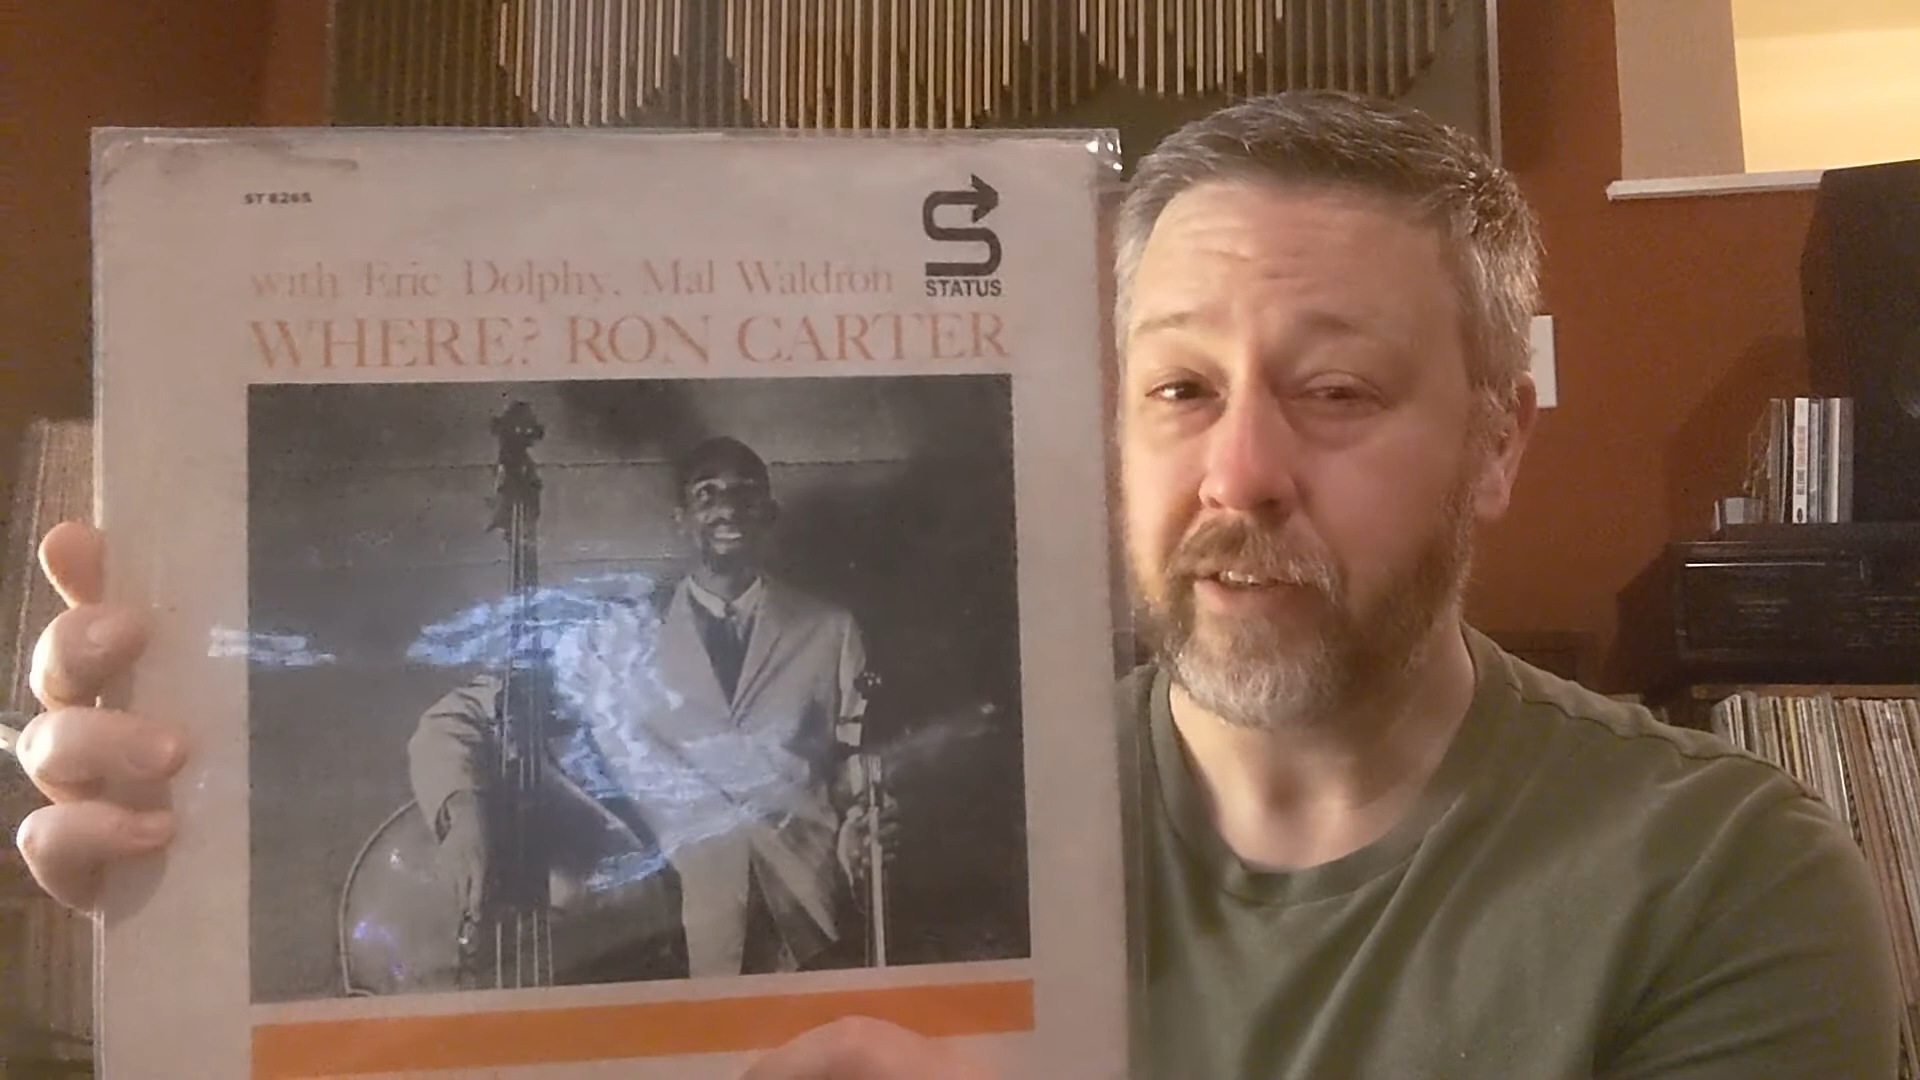 ST 8265
STATUS
with Eric Dolphy, Mal Waldron
WHERE? RON CARTER